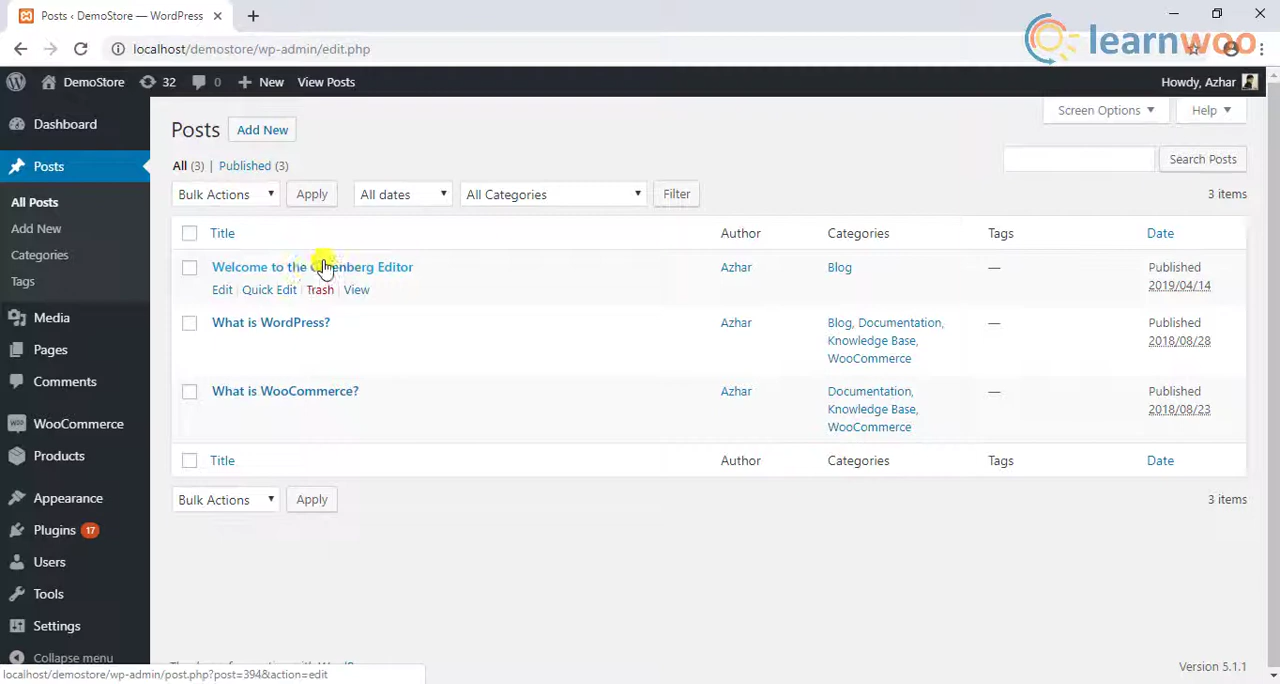 Posts ‹ DemoStore — WordPress
localhost/demostore/wp-admin/edit.php
learnwoo
DemoStore 32 0 New View Posts Howdy, Azhar
Dashboard
Posts
All Posts
Add New
Categories
Tags
Media
Pages
Comments
WooCommerce
Products
Appearance
Plugins 17
Users
Tools
Settings
Collapse menu
Screen Options Help
Posts Add New
All (3) | Published (3)
Search Posts
Bulk Actions Apply All dates All Categories Filter 3 items
Title Author Categories Tags Date
Welcome to the Editor Azhar Blog — Published
2019/04/14
Edit | Quick Edit | Trash | View
What is WordPress? Azhar Blog, Documentation, — Published
Knowledge Base, 2018/08/28
WooCommerce
What is WooCommerce? Azhar Documentation, — Published
Knowledge Base, 2018/08/23
WooCommerce
Title Author Categories Tags Date
Bulk Actions Apply 3 items
Version 5.1.1
localhost/demostore/wp-admin/post.php?post=394&action=edit